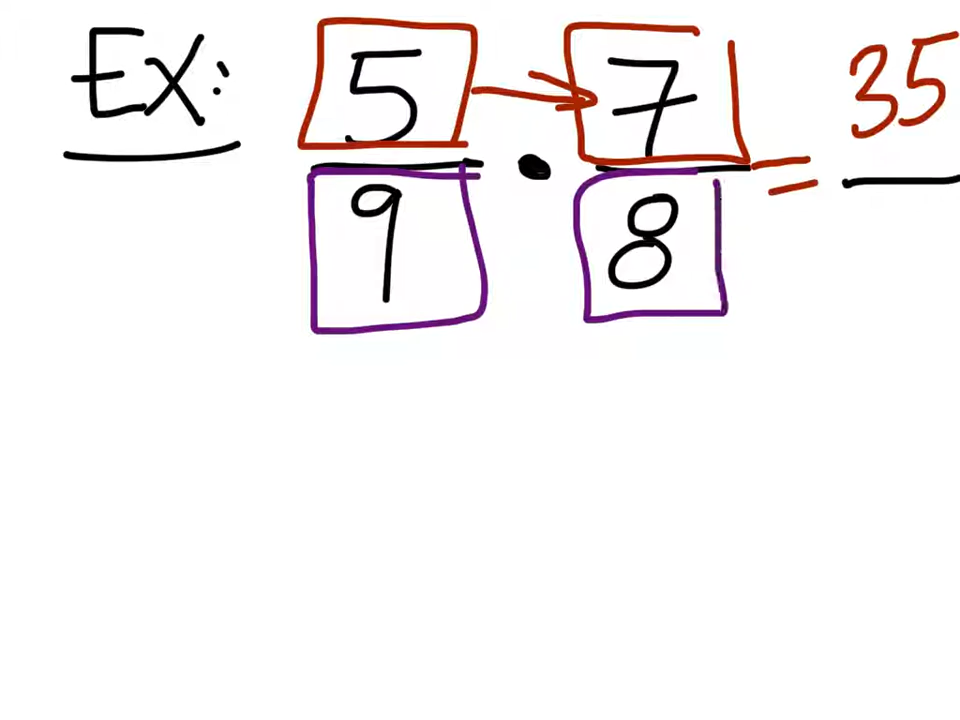 Ex: 5 → 7 35
— • — = —
9 8